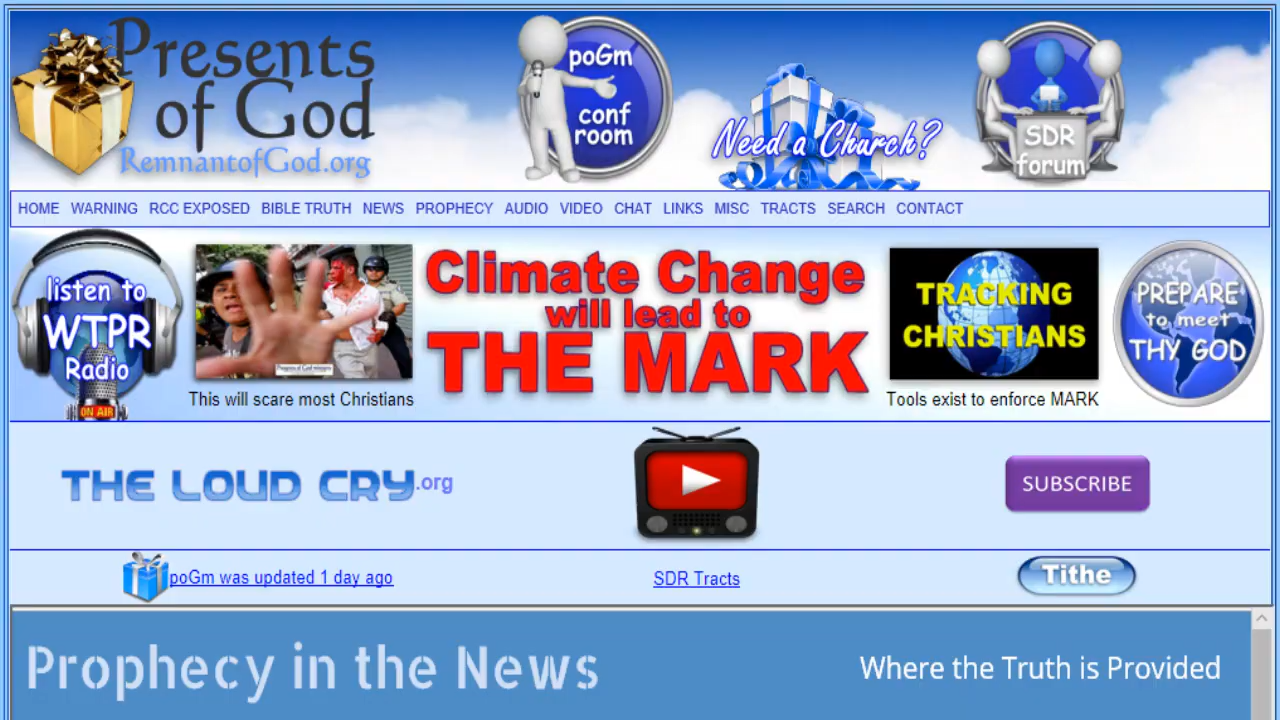 Presents
of God
RemnantofGod.org
poGm
conf
room
Need a Church?
SDR
forum
HOME WARNING RCC EXPOSED BIBLE TRUTH NEWS PROPHECY AUDIO VIDEO CHAT LINKS MISC TRACTS SEARCH CONTACT
listen to
WTPR
Radio
ON AIR
This will scare most Christians
Climate Change
will lead to
THE MARK
TRACKING
CHRISTIANS
Tools exist to enforce MARK
PREPARE
to meet
THY GOD
THE LOUD CRY.org
SUBSCRIBE
poGm was updated 1 day ago
SDR Tracts
Tithe
Prophecy in the News
Where the Truth is Provided